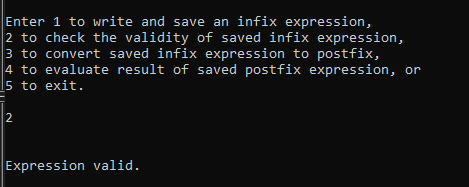 Enter 1 to write and save an infix expression,
2 to check the validity of saved infix expression,
3 to convert saved infix expression to postfix,
4 to evaluate result of saved postfix expression, or
5 to exit.
2
Expression valid.